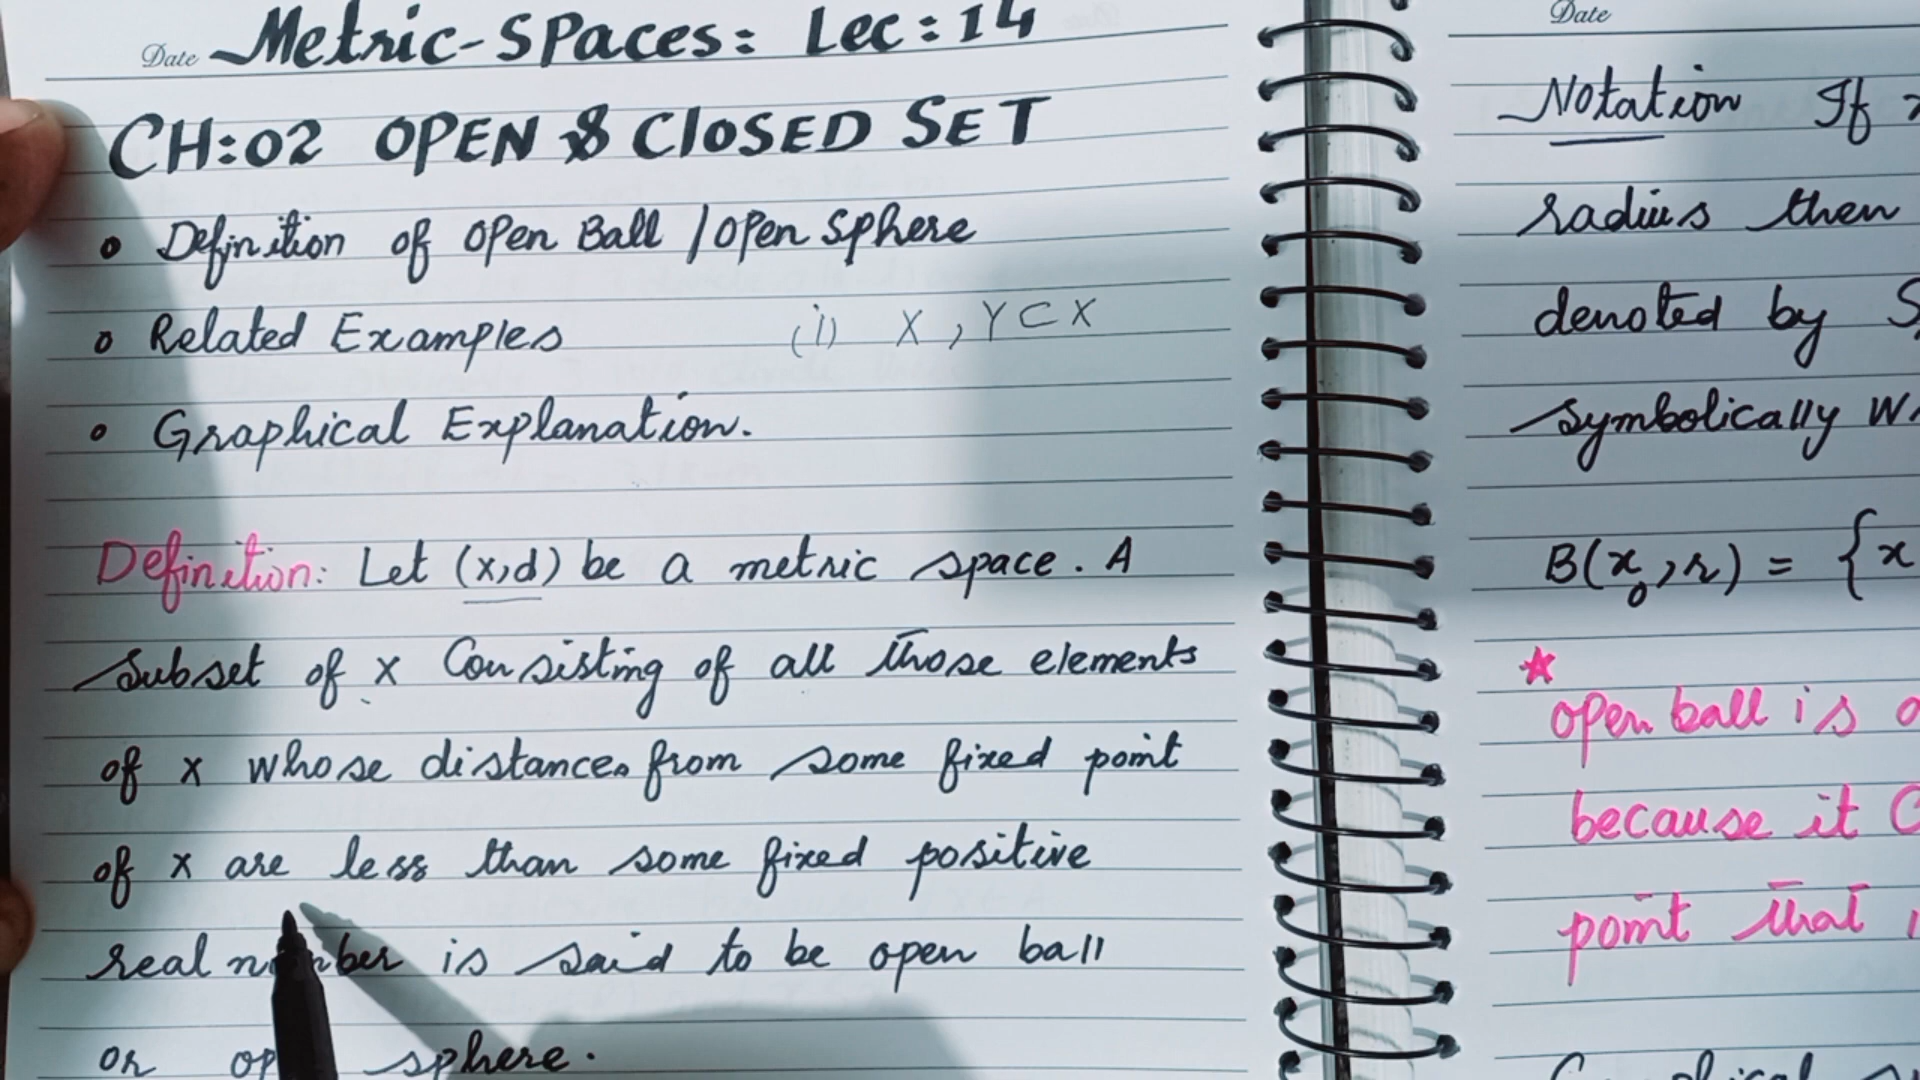 Date Metric-Spaces: Lec:14
CH:02 OPEN & ClOSED SET
Definition of open Ball / open sphere
Related Examples (i) X, Y⊂X
Graphical Explanation.
Definition: Let (x,d) be a metric space. A
subset of x Consisting of all those elements
of x whose distances from some fixed point
of x are less than some fixed positive
real number is said to be open ball
or sphere.
Date
Notation If
radius then
denoted by
symbolically
B(x₀,r) = {x
open ball is
because it
point that